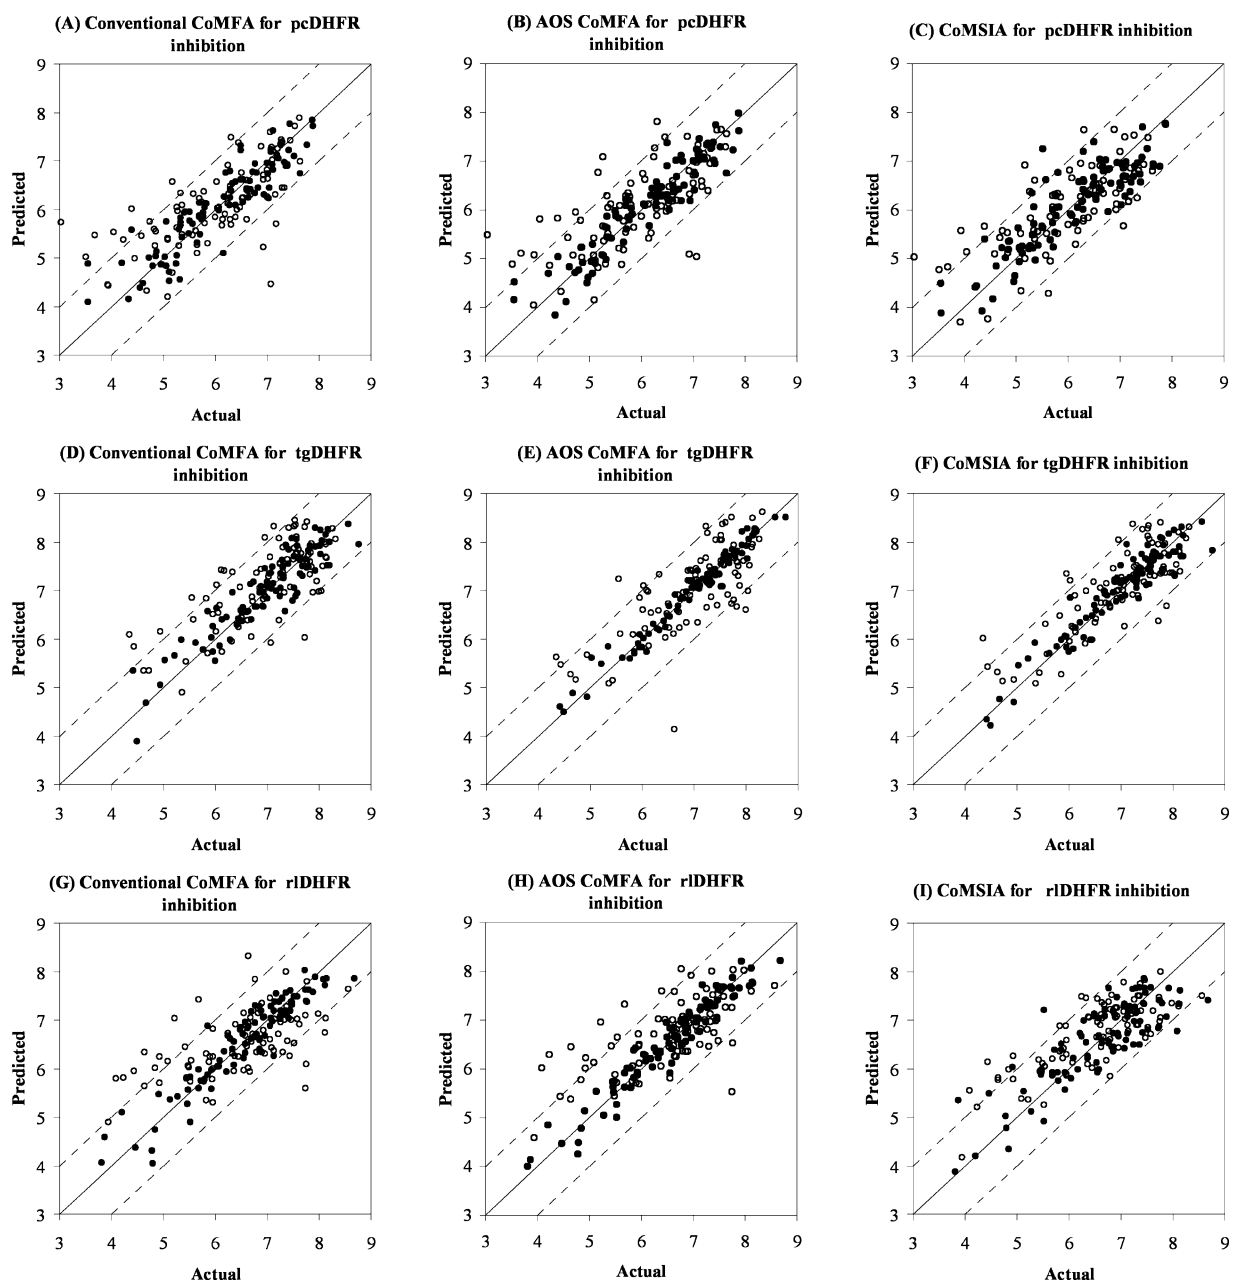 (A) Conventional CoMFA for pcDHFR
inhibition
9
8
7
6
5
4
3
Predicted
3 4 5 6 7 8 9
Actual
(B) AOS CoMFA for pcDHFR
inhibition
9
8
7
6
5
4
3
Predicted
3 4 5 6 7 8 9
Actual
(C) CoMSIA for pcDHFR inhibition
9
8
7
6
5
4
3
Predicted
3 4 5 6 7 8 9
Actual
(D) Conventional CoMFA for tgDHFR
inhibition
9
8
7
6
5
4
3
Predicted
3 4 5 6 7 8 9
Actual
(E) AOS CoMFA for tgDHFR
inhibition
9
8
7
6
5
4
3
Predicted
3 4 5 6 7 8 9
Actual
(F) CoMSIA for tgDHFR inhibition
9
8
7
6
5
4
3
Predicted
3 4 5 6 7 8 9
Actual
(G) Conventional CoMFA for rlDHFR
inhibition
9
8
7
6
5
4
3
Predicted
3 4 5 6 7 8 9
Actual
(H) AOS CoMFA for rlDHFR
inhibition
9
8
7
6
5
4
3
Predicted
3 4 5 6 7 8 9
Actual
(I) CoMSIA for rlDHFR inhibition
9
8
7
6
5
4
3
Predicted
3 4 5 6 7 8 9
Actual